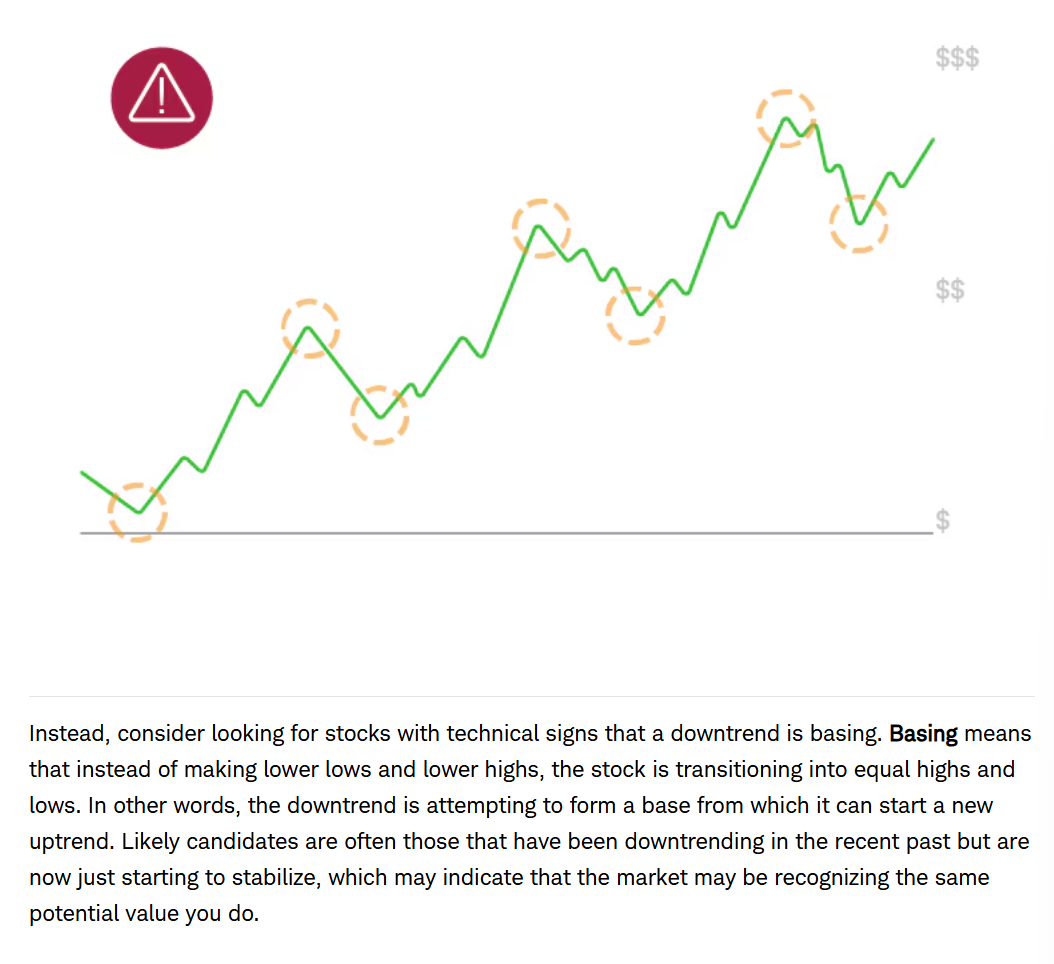 !
$$$
$$
$
Instead, consider looking for stocks with technical signs that a downtrend is basing. Basing means
that instead of making lower lows and lower highs, the stock is transitioning into equal highs and
lows. In other words, the downtrend is attempting to form a base from which it can start a new
uptrend. Likely candidates are often those that have been downtrending in the recent past but are
now just starting to stabilize, which may indicate that the market may be recognizing the same
potential value you do.